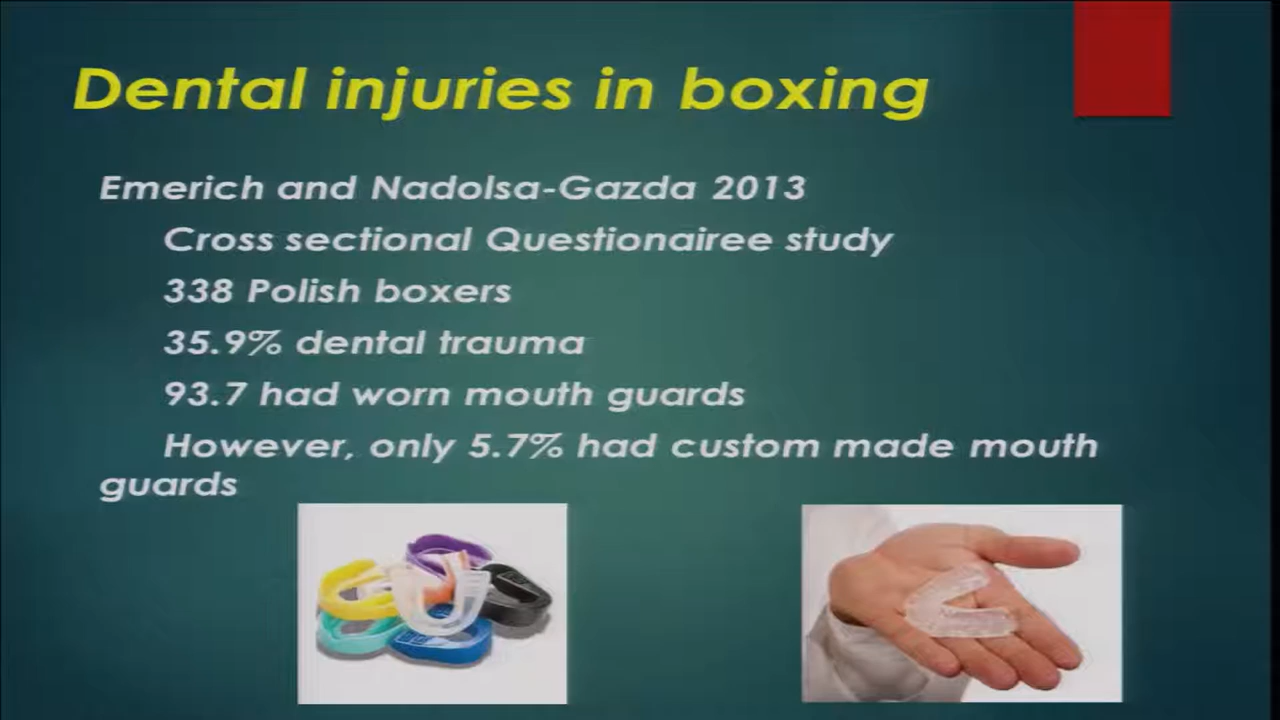 Dental injuries in boxing
Emerich and Nadolsa-Gazda 2013
Cross sectional Questionairee study
338 Polish boxers
35.9% dental trauma
93.7 had worn mouth guards
However, only 5.7% had custom made mouth
guards